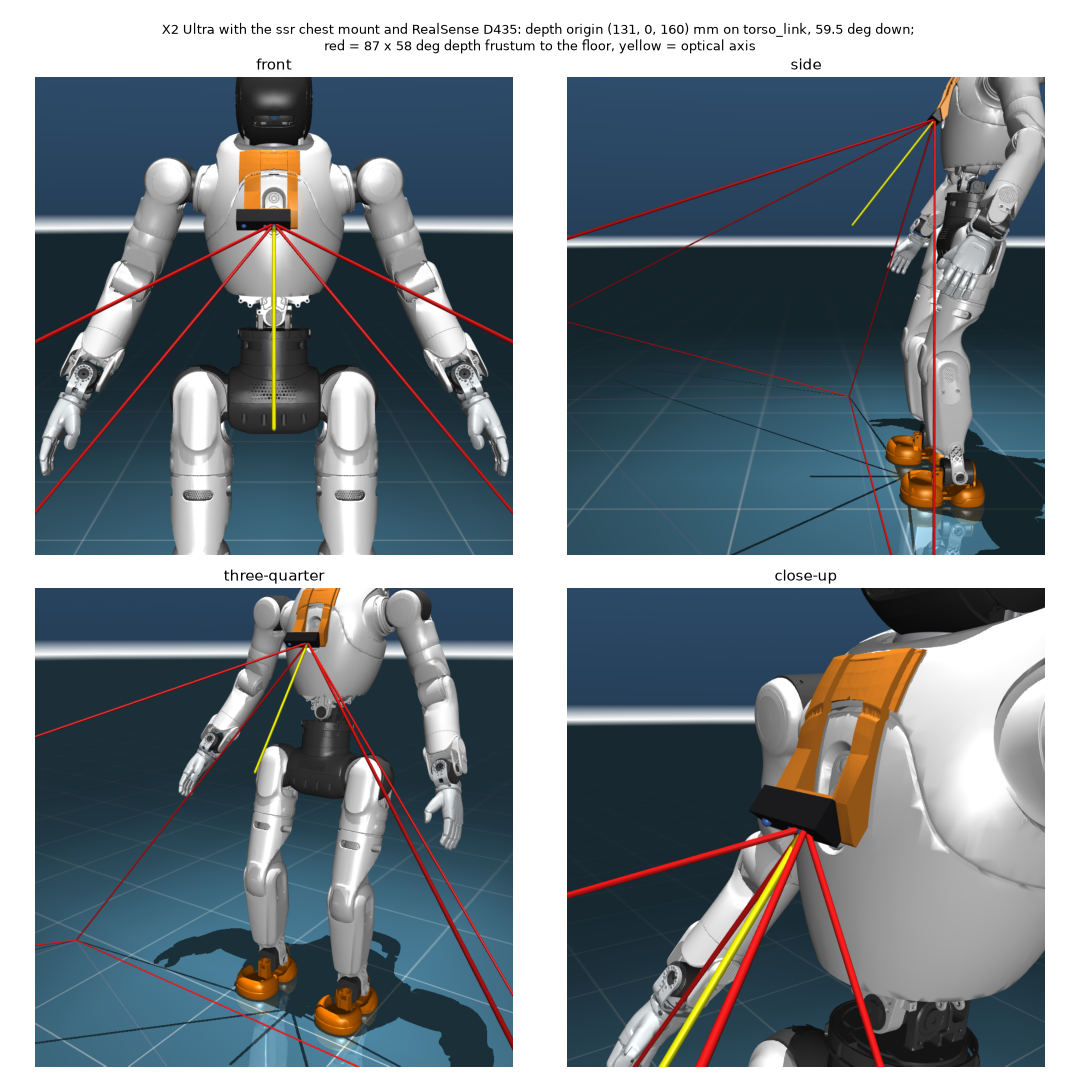 X2 Ultra with the ssr chest mount and RealSense D435: depth origin (131, 0, 160) mm on torso_link, 59.5 deg down;
red = 87 x 58 deg depth frustum to the floor, yellow = optical axis
front
side
three-quarter
close-up